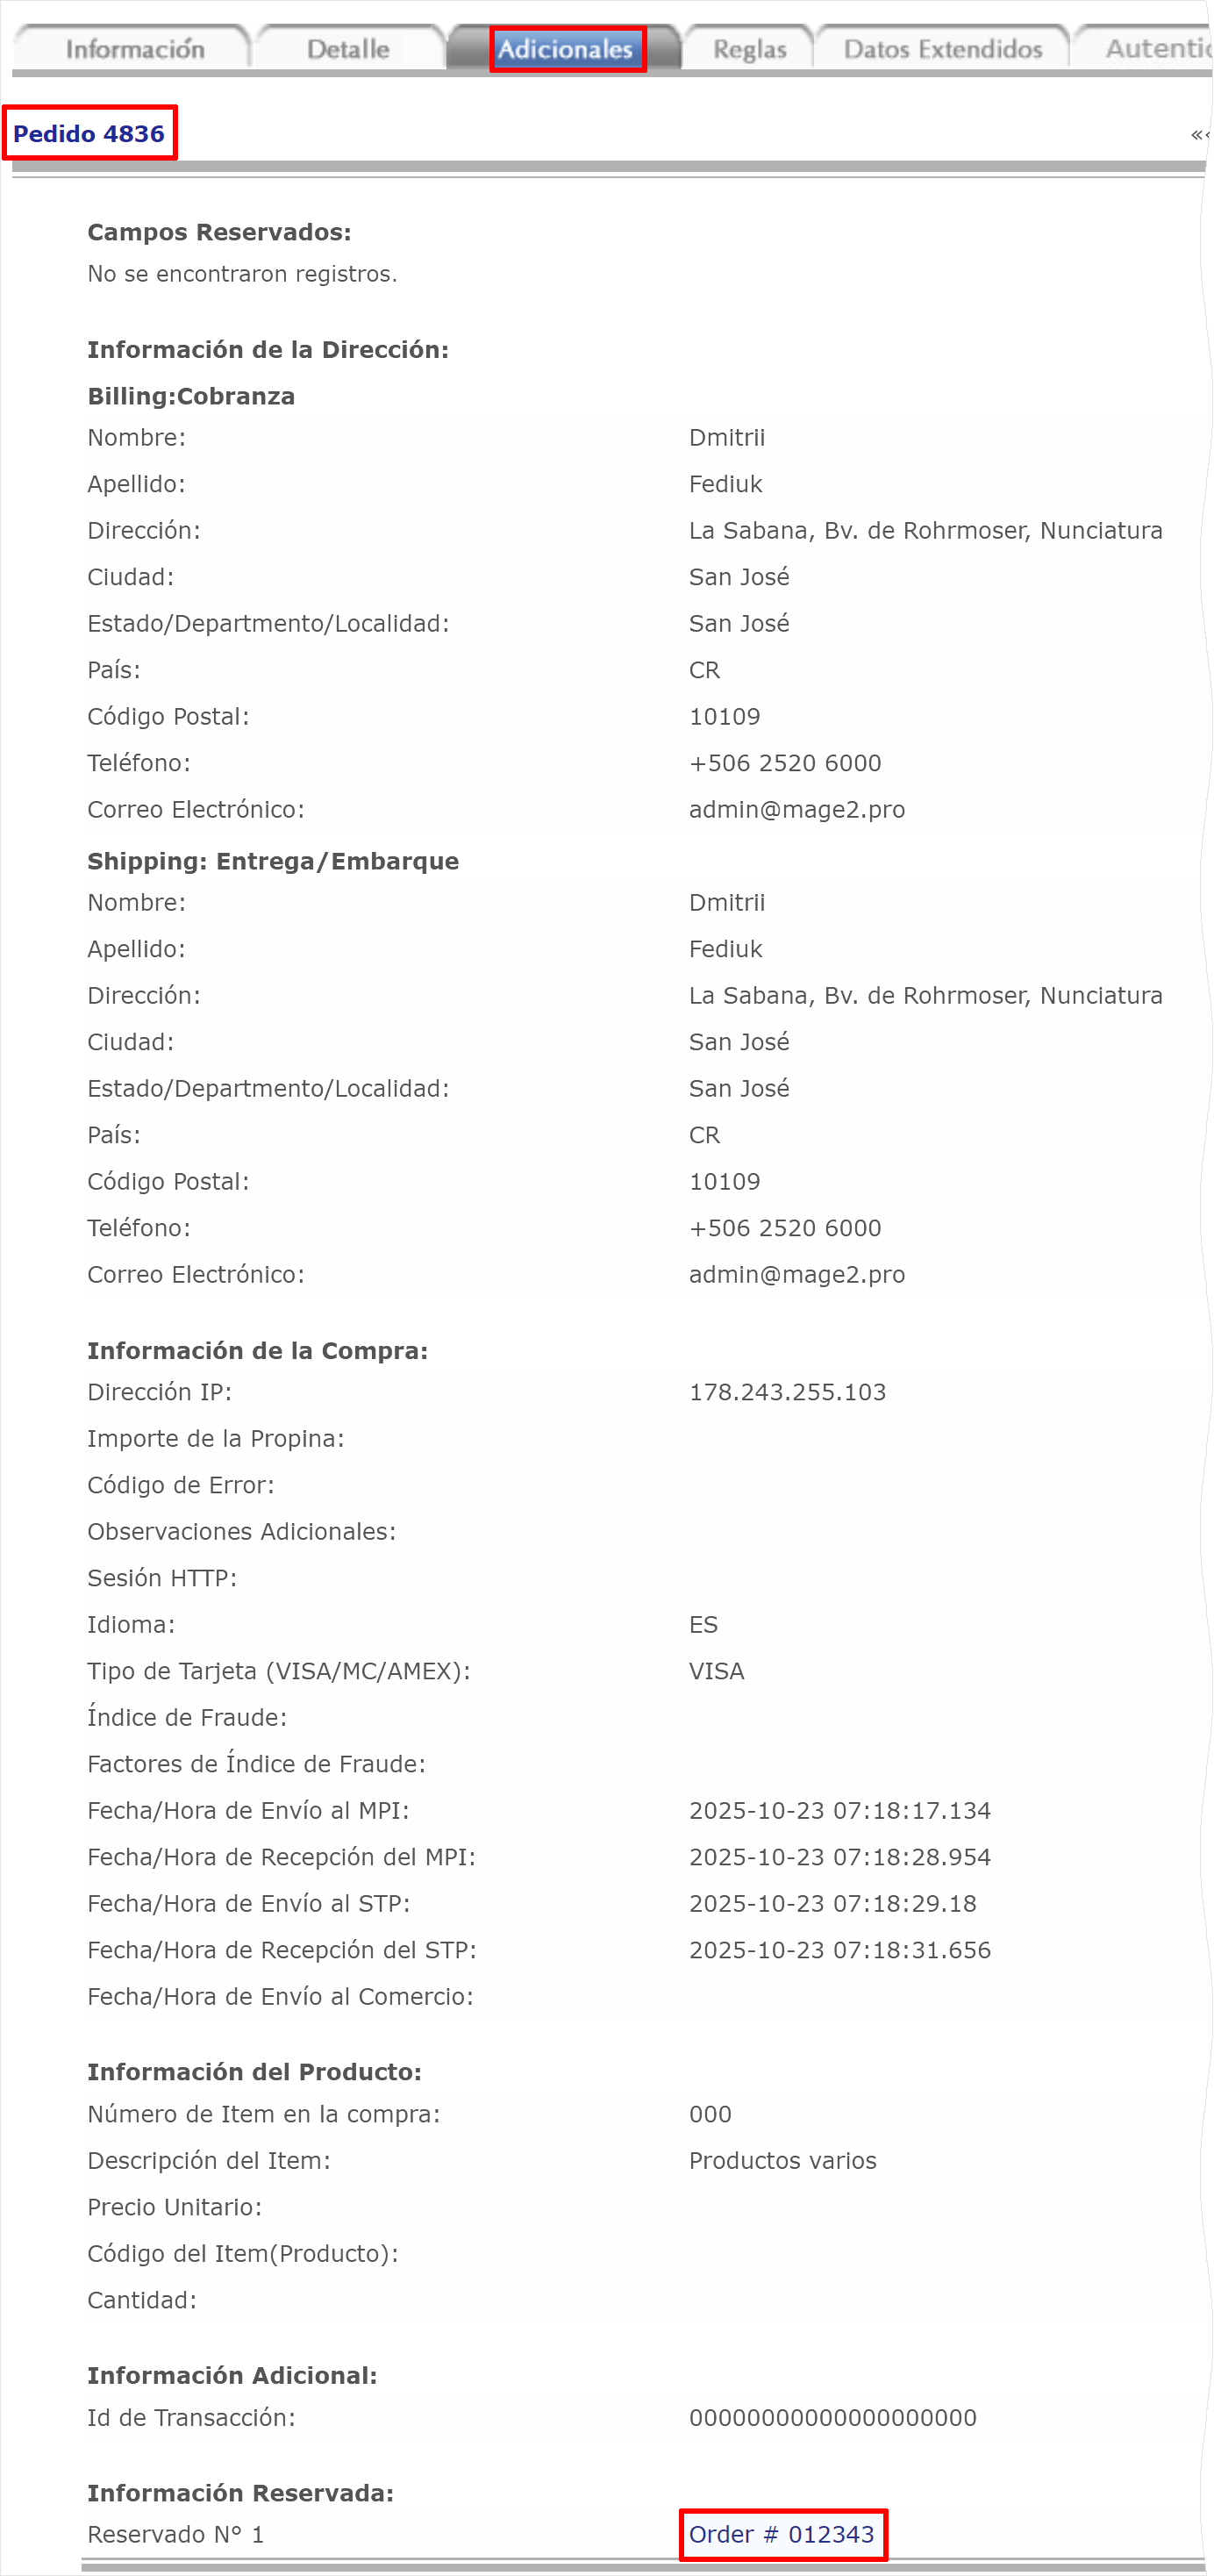 Información Detalle Adicionales Reglas Datos Extendidos
Pedido 4836
Campos Reservados:
No se encontraron registros.
Información de la Dirección:
Billing:Cobranza
Nombre: Dmitrii
Apellido: Fediuk
Dirección: La Sabana, Bv. de Rohrmoser, Nunciatura
Ciudad: San José
Estado/Departmento/Localidad: San José
País: CR
Código Postal: 10109
Teléfono: +506 2520 6000
Correo Electrónico: admin@mage2.pro
Shipping: Entrega/Embarque
Nombre: Dmitrii
Apellido: Fediuk
Dirección: La Sabana, Bv. de Rohrmoser, Nunciatura
Ciudad: San José
Estado/Departmento/Localidad: San José
País: CR
Código Postal: 10109
Teléfono: +506 2520 6000
Correo Electrónico: admin@mage2.pro
Información de la Compra:
Dirección IP: 178.243.255.103
Importe de la Propina:
Código de Error:
Observaciones Adicionales:
Sesión HTTP:
Idioma: ES
Tipo de Tarjeta (VISA/MC/AMEX): VISA
Índice de Fraude:
Factores de Índice de Fraude:
Fecha/Hora de Envío al MPI: 2025-10-23 07:18:17.134
Fecha/Hora de Recepción del MPI: 2025-10-23 07:18:28.954
Fecha/Hora de Envío al STP: 2025-10-23 07:18:29.18
Fecha/Hora de Recepción del STP: 2025-10-23 07:18:31.656
Fecha/Hora de Envío al Comercio:
Información del Producto:
Número de Item en la compra: 000
Descripción del Item: Productos varios
Precio Unitario:
Código del Item(Producto):
Cantidad:
Información Adicional:
Id de Transacción: 00000000000000000000
Información Reservada:
Reservado N° 1 Order # 012343